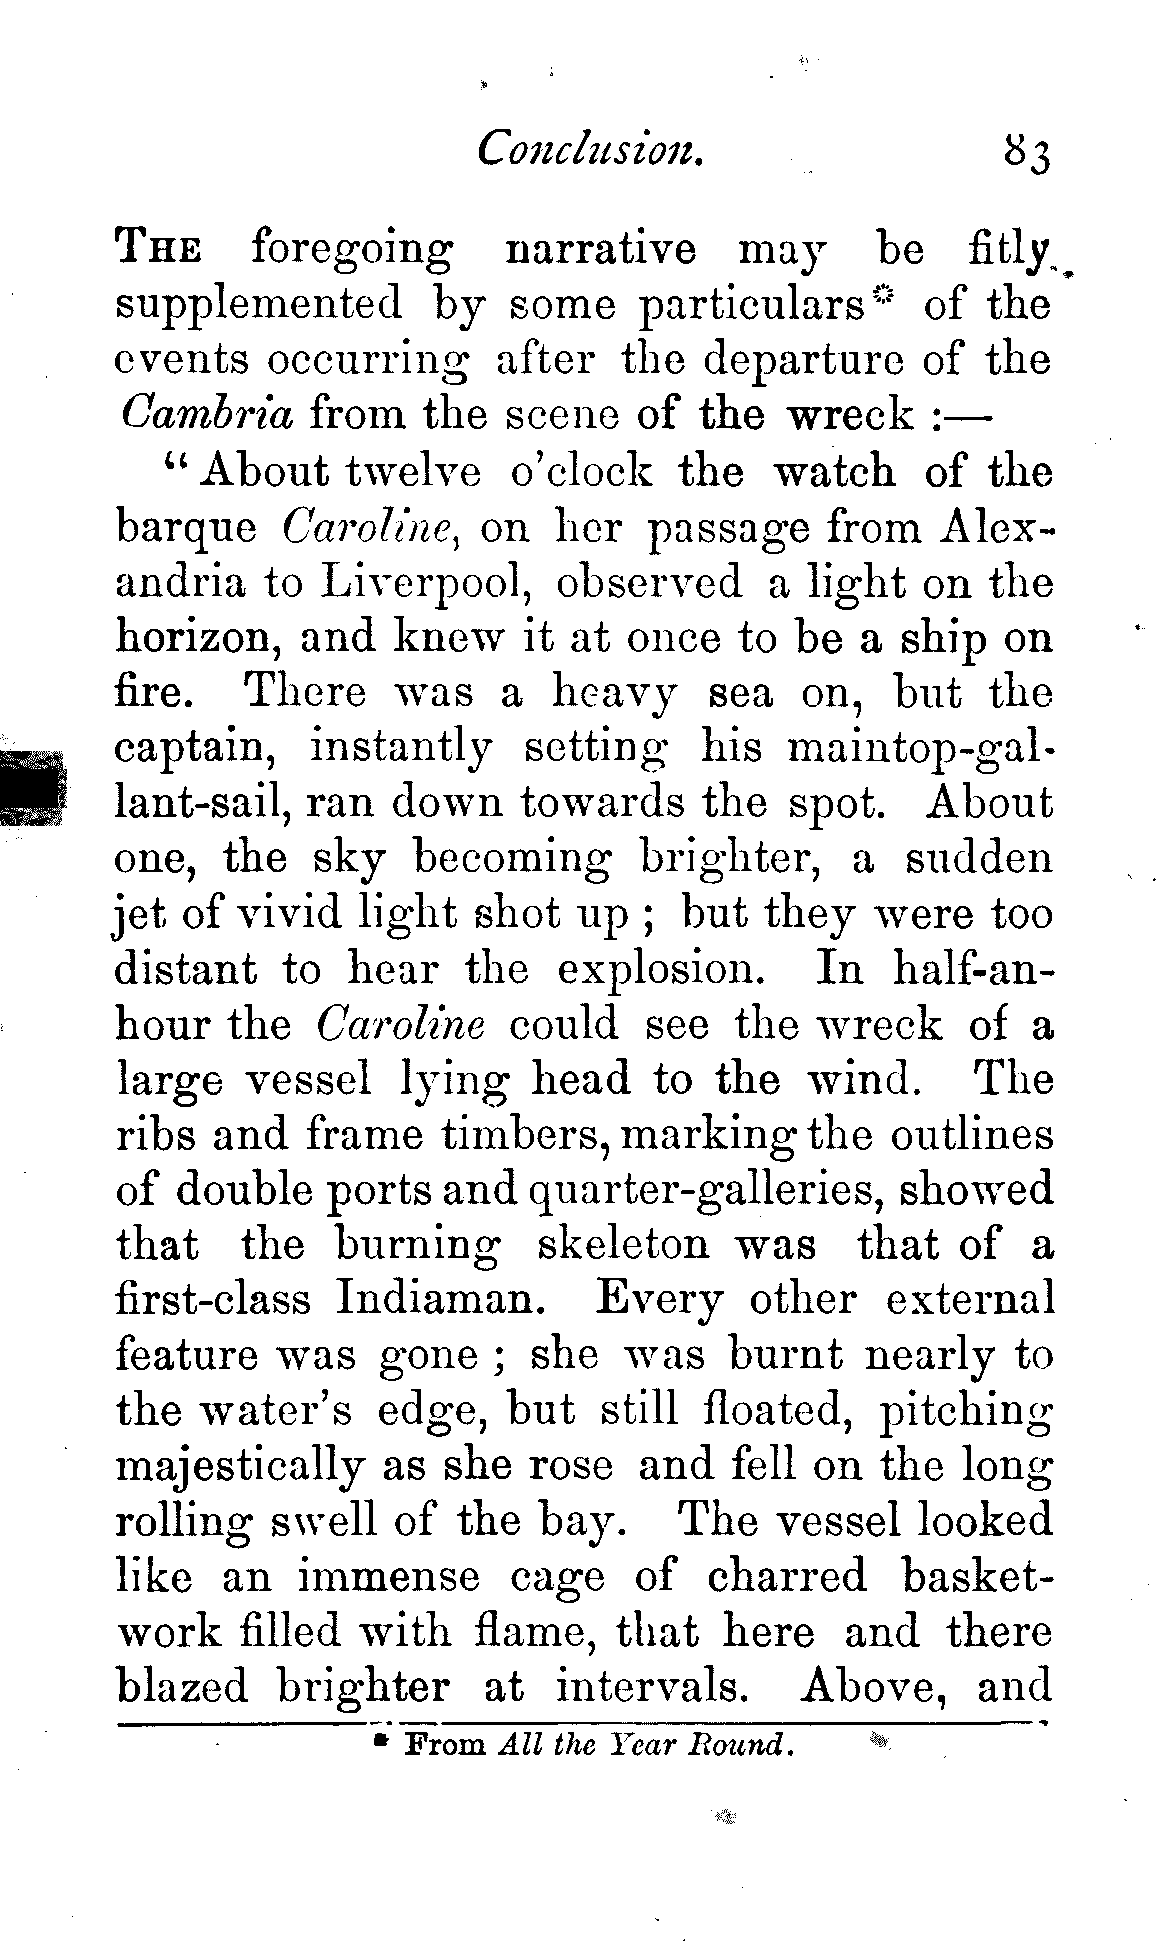 Conclusion. 83
THE foregoing narrative may be fitly
supplemented by some particulars* of the
events occurring after the departure of the
Cambria from the scene of the wreck :—
“ About twelve o’clock the watch of the
barque Caroline, on her passage from Alex-
andria to Liverpool, observed a light on the
horizon, and knew it at once to be a ship on
fire. There was a heavy sea on, but the
captain, instantly setting his maintop-gal-
lant-sail, ran down towards the spot. About
one, the sky becoming brighter, a sudden
jet of vivid light shot up ; but they were too
distant to hear the explosion. In half-an-
hour the Caroline could see the wreck of a
large vessel lying head to the wind. The
ribs and frame timbers, marking the outlines
of double ports and quarter-galleries, showed
that the burning skeleton was that of a
first-class Indiaman. Every other external
feature was gone ; she was burnt nearly to
the water’s edge, but still floated, pitching
majestically as she rose and fell on the long
rolling swell of the bay. The vessel looked
like an immense cage of charred basket-
work filled with flame, that here and there
blazed brighter at intervals. Above, and
* From All the Year Round.